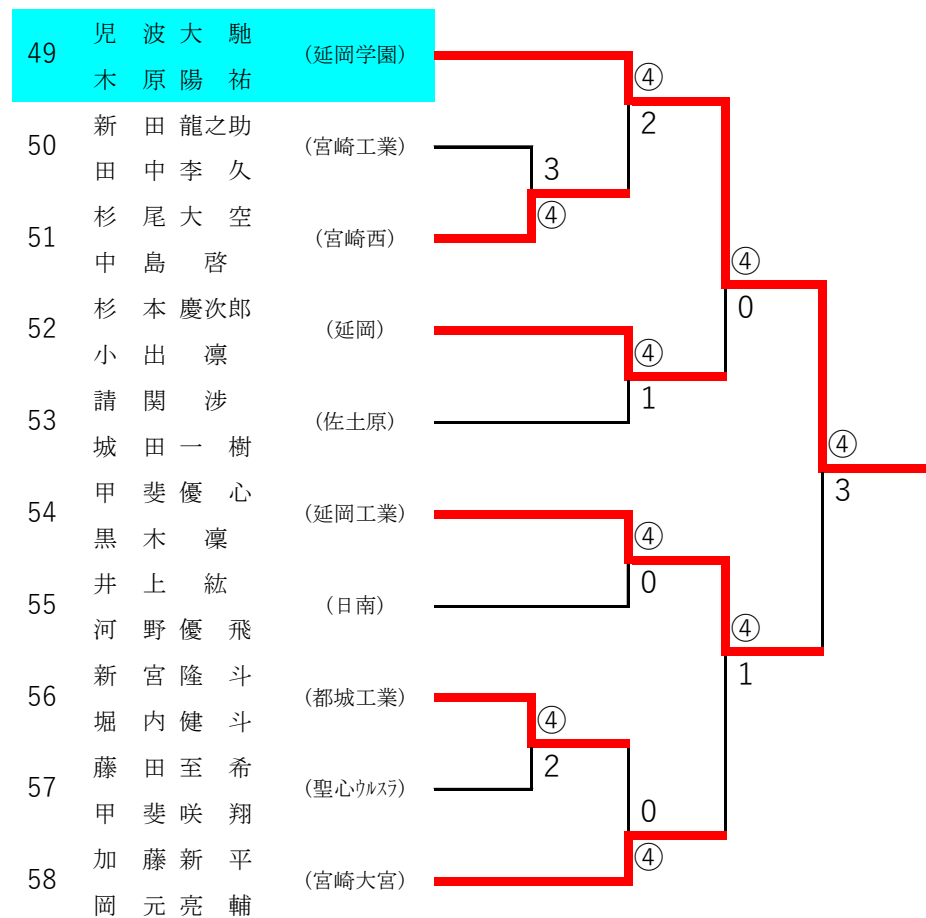 児 波 大 馳
49 (延岡学園)
木 原 陽 祐
④
2
新 田 龍之助
50 (宮崎工業)
田 中 李 久
3
④
杉 尾 大 空
51 (宮崎西)
中 島 啓
④
0
杉 本 慶次郎
52 (延岡)
小 出 凛
④
1
請 関 渉
53 (佐土原)
城 田 一 樹
④
3
甲 斐 優 心
54 (延岡工業)
黒 木 凜
④
0
井 上 紘
55 (日南)
河 野 優 飛
④
1
新 宮 隆 斗
56 (都城工業)
堀 内 健 斗
④
2
藤 田 至 希
57 (聖心ウルスラ)
甲 斐 咲 翔
0
④
加 藤 新 平
58 (宮崎大宮)
岡 元 亮 輔